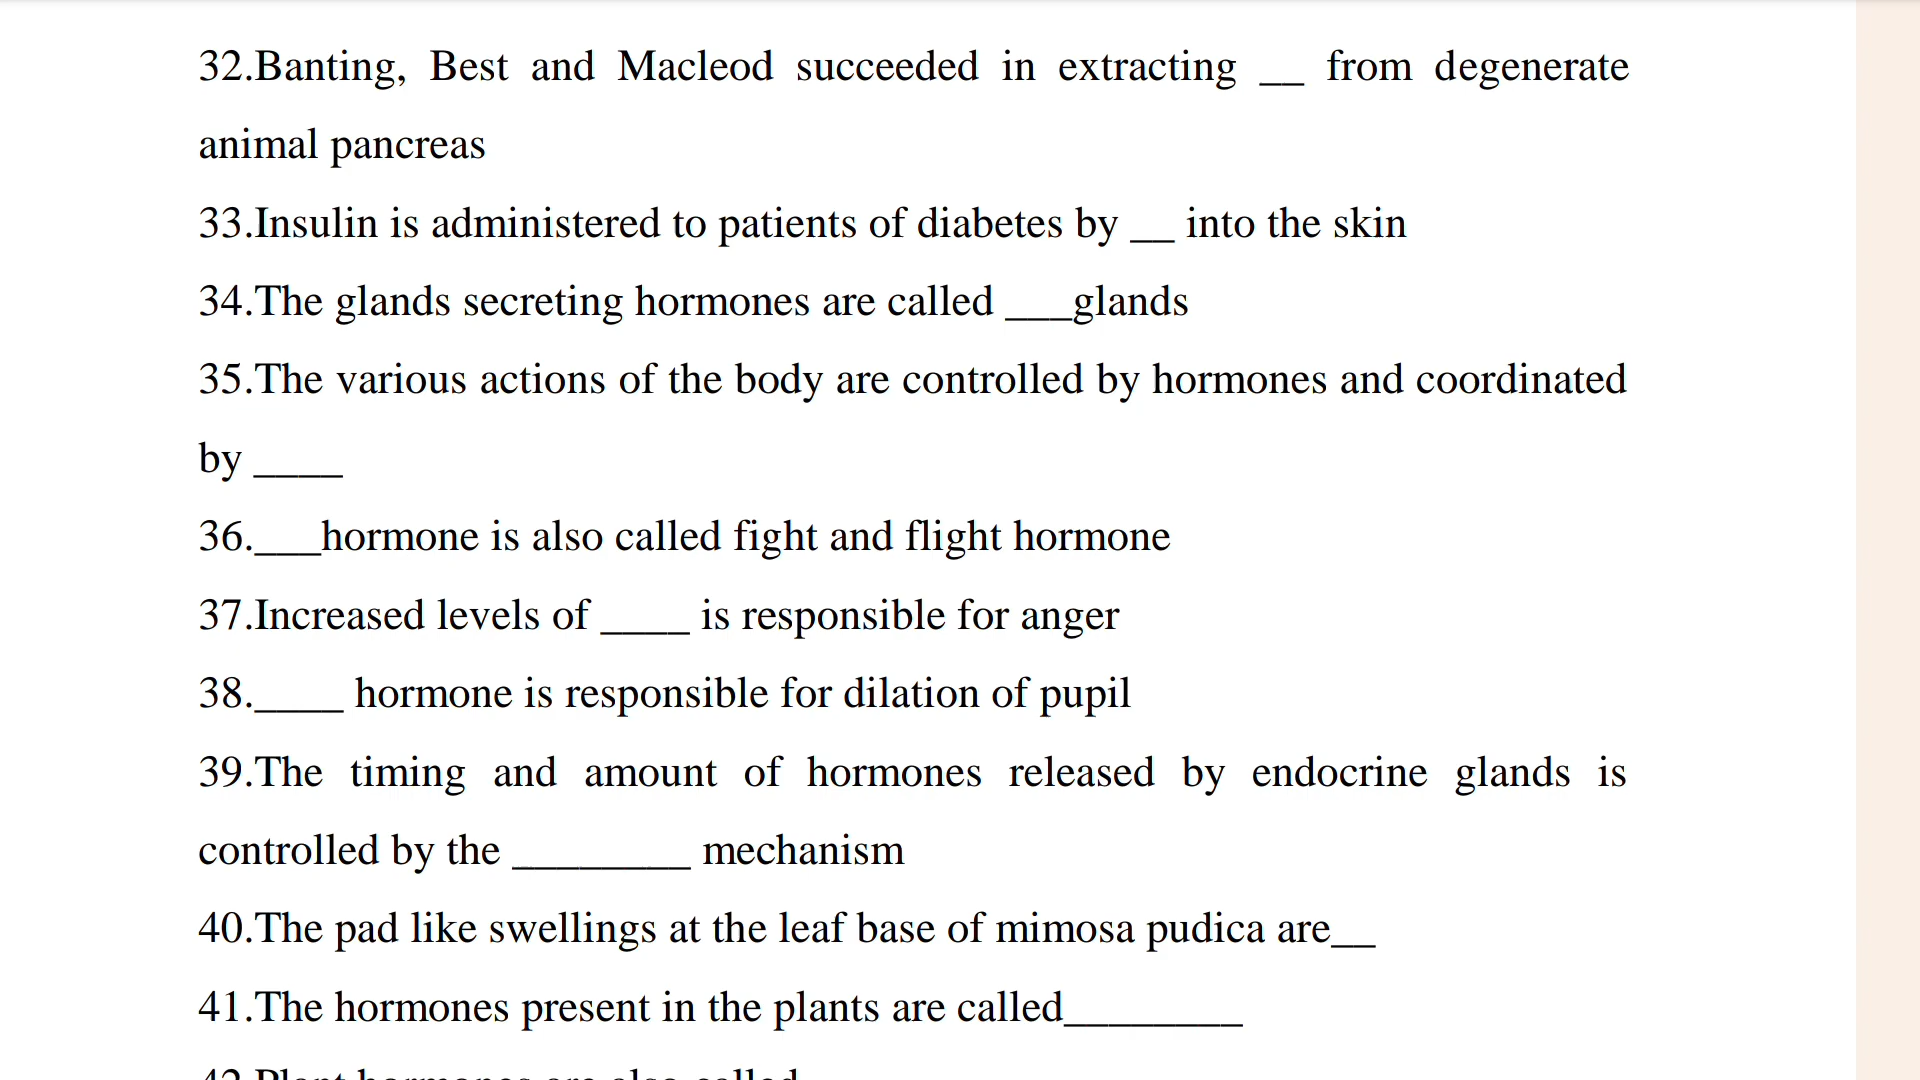 32.Banting, Best and Macleod succeeded in extracting __ from degenerate
animal pancreas
33.Insulin is administered to patients of diabetes by __ into the skin
34.The glands secreting hormones are called ___glands
35.The various actions of the body are controlled by hormones and coordinated
by ____
36.___hormone is also called fight and flight hormone
37.Increased levels of ____ is responsible for anger
38.____ hormone is responsible for dilation of pupil
39.The timing and amount of hormones released by endocrine glands is
controlled by the ________ mechanism
40.The pad like swellings at the leaf base of mimosa pudica are__
41.The hormones present in the plants are called________
42.Plant hormones are also called